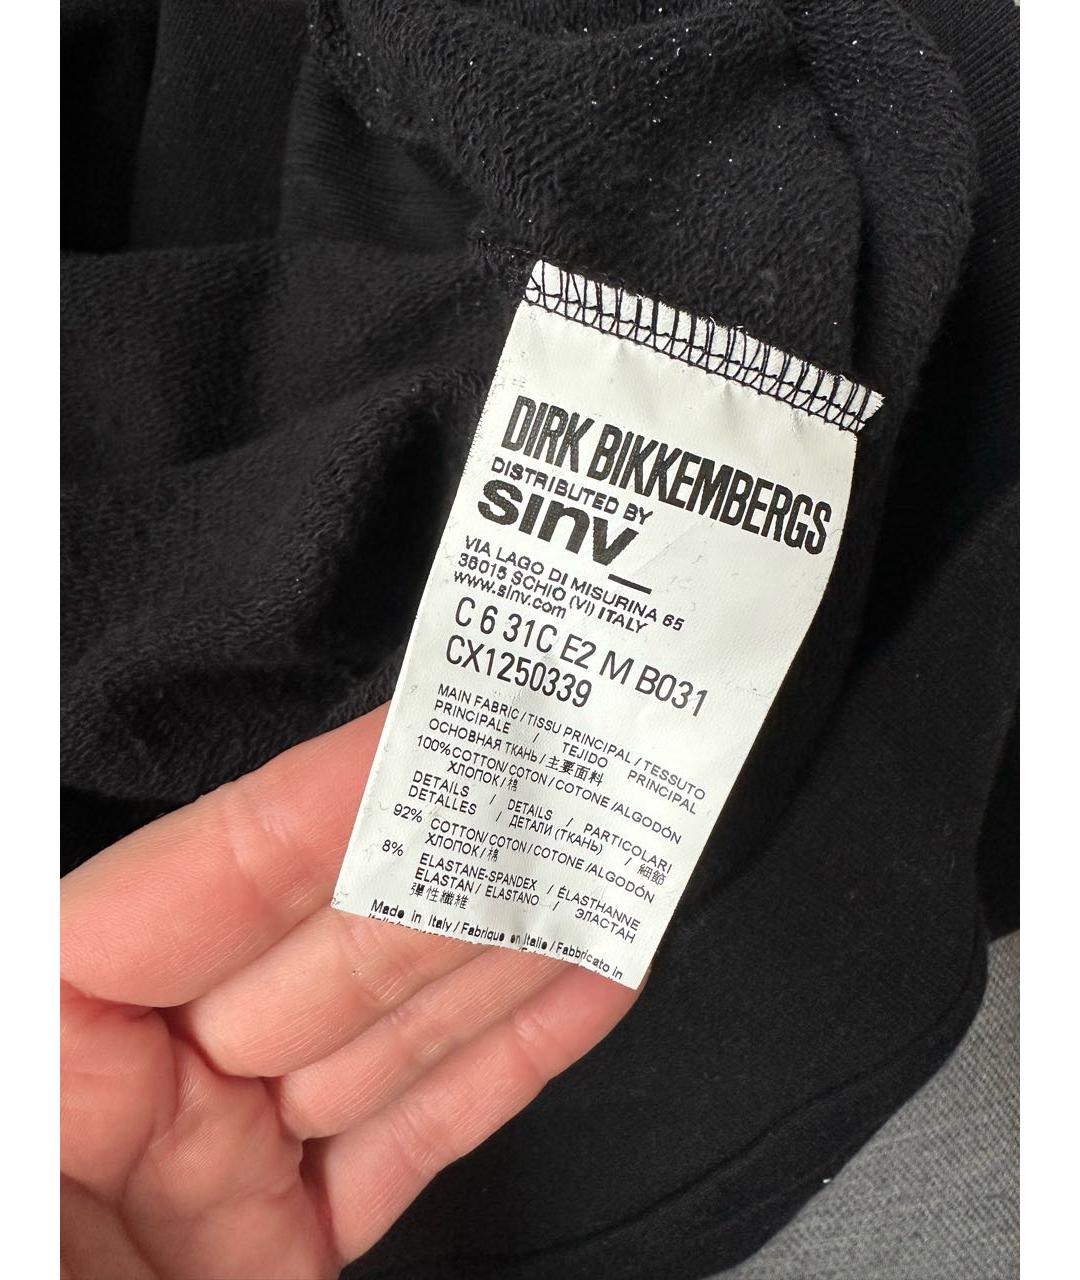 DIRK BIKKEMBERGS
DISTRIBUTED BY
sinv_
VIA LAGO DI MISURINA 65
36015 SCHIO (VI) ITALY
www.sinv.com
C 6 31C E2 M B031
CX1250339
MAIN FABRIC / TISSU PRINCIPAL / TESSUTO
PRINCIPALE / TEJIDO PRINCIPAL
ОСНОВНАЯ ТКАНЬ / 主要面料
100% COTTON/COTON/COTONE/ALGODÓN
ХЛОПОК/棉
DETAILS / DETAILS / PARTICOLARI
DETALLES / ДЕТАЛИ (ТКАНЬ) / 細節
92% COTTON/COTON/COTONE/ALGODÓN
ХЛОПОК/棉
8% ELASTANE-SPANDEX / ÉLASTHANNE
ELASTAN / ELASTANO / ЭЛАСТАН
彈性纖維
Made in Italy / Fabrique en Italie / Fabbricato in